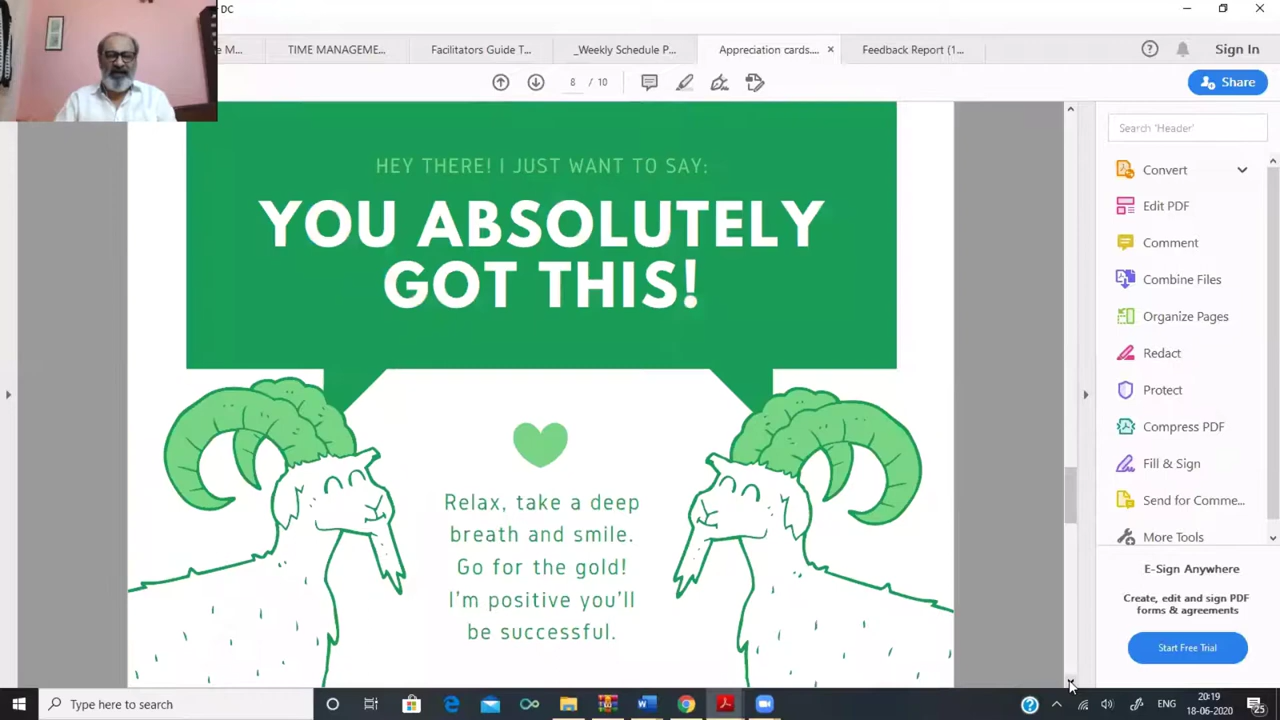 DC
e M...
TIME MANAGEME...
Facilitators Guide T...
_Weekly Schedule P...
Appreciation cards....
Feedback Report (1...
Sign In
8 / 10
Share
HEY THERE! I JUST WANT TO SAY:
YOU ABSOLUTELY
GOT THIS!
Relax, take a deep
breath and smile.
Go for the gold!
I'm positive you'll
be successful.
Search 'Header'
Convert
Edit PDF
Comment
Combine Files
Organize Pages
Redact
Protect
Compress PDF
Fill & Sign
Send for Comme...
More Tools
E-Sign Anywhere
Create, edit and sign PDF
forms & agreements
Start Free Trial
Type here to search
ENG
20:19
18-06-2020
25